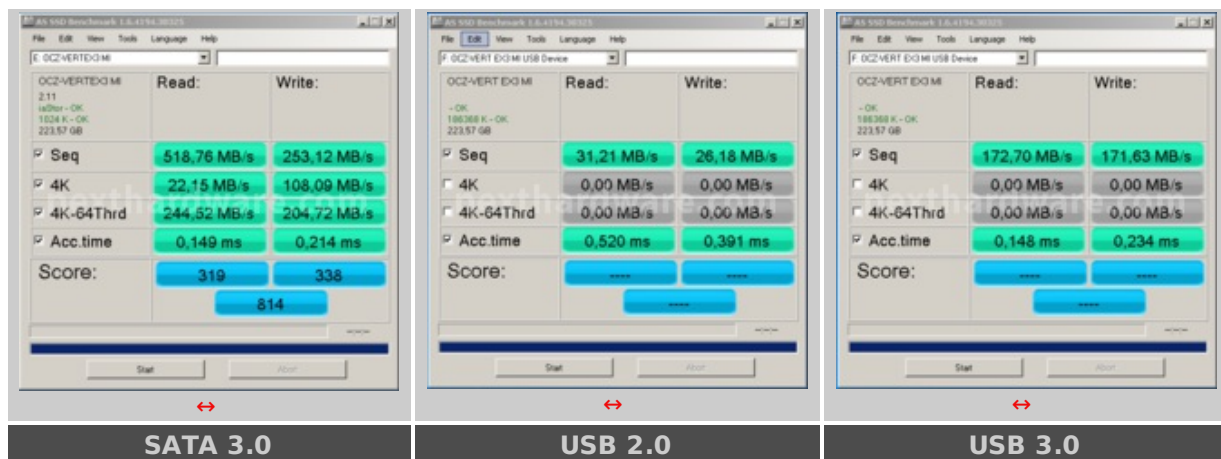 AS SSD Benchmark 1.6.4194.30325
File Edit View Tools Language Help
E: OCZ-VERTEX3 MI
OCZ-VERTEX3 MI
2.11
iaStor - OK
1024 K - OK
223,57 GB
Read: Write:
Seq 518,76 MB/s 253,12 MB/s
4K 22,15 MB/s 108,09 MB/s
4K-64Thrd 244,52 MB/s 204,72 MB/s
Acc.time 0,149 ms 0,214 ms
Score: 319 338
814
--:--:--
Start Abort
SATA 3.0
AS SSD Benchmark 1.6.4194.30325
File Edit View Tools Language Help
F: OCZ-VERT EX3 MI USB Device
OCZ-VERT EX3 MI
- OK
186368 K - OK
223,57 GB
Read: Write:
Seq 31,21 MB/s 26,18 MB/s
4K 0,00 MB/s 0,00 MB/s
4K-64Thrd 0,00 MB/s 0,00 MB/s
Acc.time 0,520 ms 0,391 ms
Score: ---- ----
----
--:--:--
Start Abort
USB 2.0
AS SSD Benchmark 1.6.4194.30325
File Edit View Tools Language Help
F: OCZ-VERT EX3 MI USB Device
OCZ-VERT EX3 MI
- OK
186368 K - OK
223,57 GB
Read: Write:
Seq 172,70 MB/s 171,63 MB/s
4K 0,00 MB/s 0,00 MB/s
4K-64Thrd 0,00 MB/s 0,00 MB/s
Acc.time 0,148 ms 0,234 ms
Score: ---- ----
----
--:--:--
Start Abort
USB 3.0